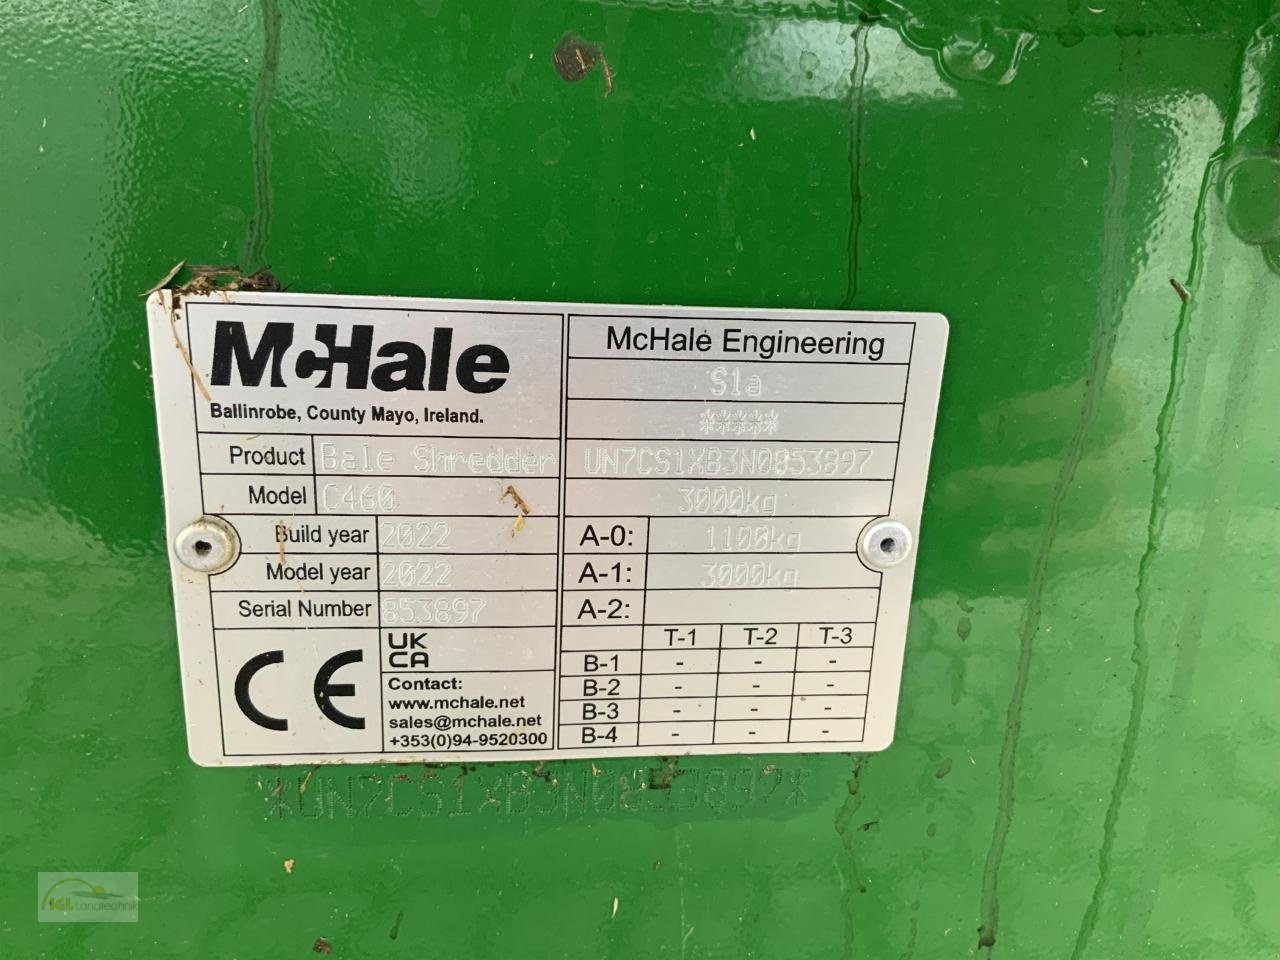 McHale
Ballinrobe, County Mayo, Ireland.
Product Bale Shredder
Model C460
Build year 2022
Model year 2022
Serial Number 853897
CE
UK
CA
Contact:
www.mchale.net
sales@mchale.net
+353(0)94-9520300
McHale Engineering
S1a
*****
UN7CS1XB3N0853897
3000kg
A-0: 1100kg
A-1: 3000kg
A-2:
T-1 T-2 T-3
B-1 - - -
B-2 - - -
B-3 - - -
B-4 - - -
*UN7CS1XB3N0853897*
IGL Landtechnik